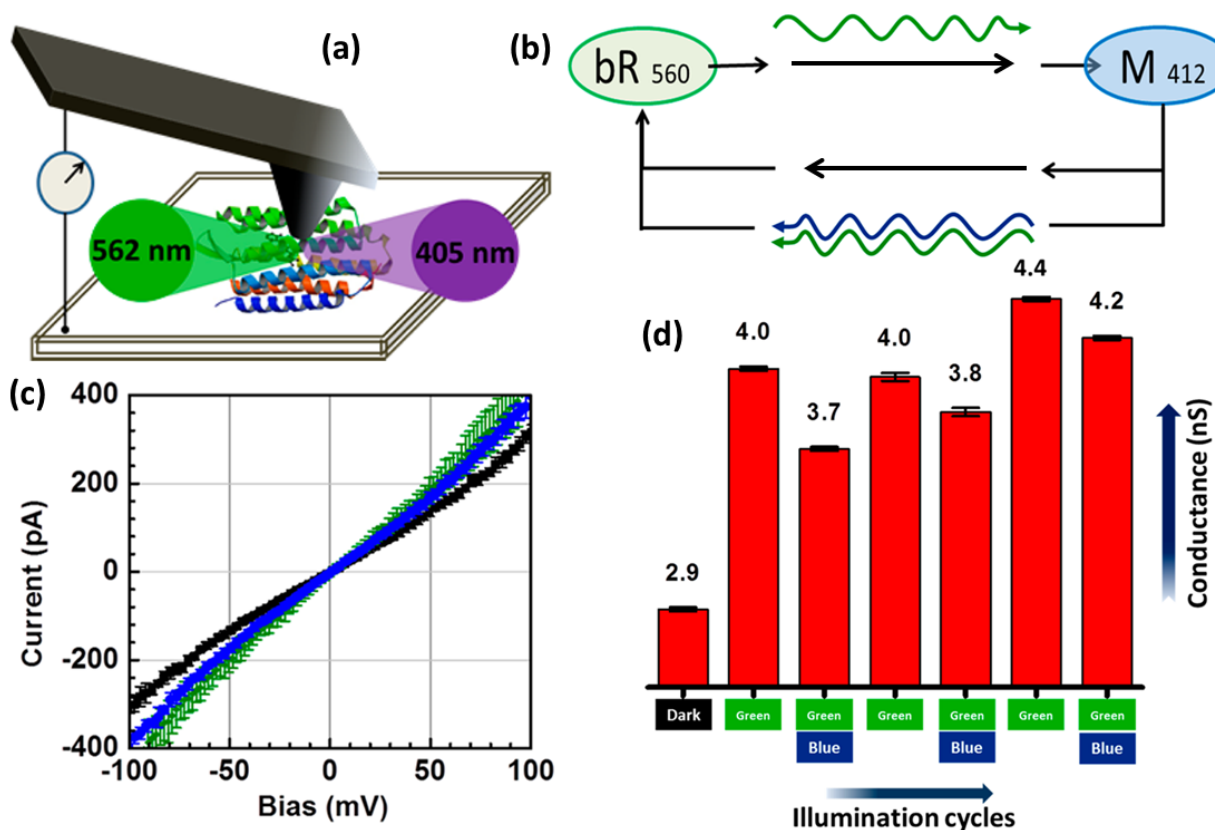 (a)
562 nm
405 nm
(b)
bR 560
M 412
(c)
400
200
0
-200
-400
-100
-50
0
50
100
Current (pA)
Bias (mV)
(d)
2.9
4.0
3.7
4.0
3.8
4.4
4.2
Conductance (nS)
Dark
Green
Green
Green
Green
Green
Green
Blue
Blue
Blue
Illumination cycles